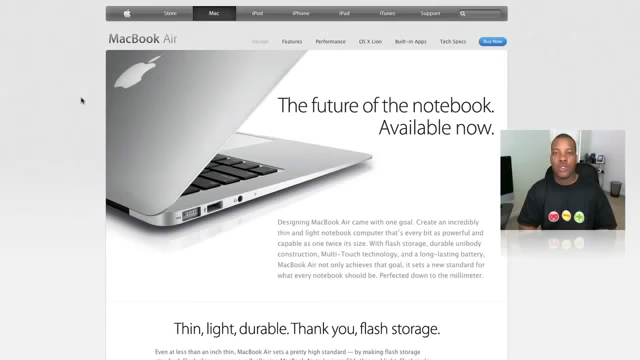 Store Mac iPod iPhone iPad iTunes Support
MacBook Air
Design Features Performance OS X Lion Built-in Apps Tech Specs Buy Now
The future of the notebook.
Available now.
Designing MacBook Air came with one goal. Create an incredibly
thin and light notebook computer that's every bit as powerful and
capable as one twice its size. With flash storage, durable unibody
construction, Multi-Touch technology, and a long-lasting battery,
MacBook Air not only achieves that goal, it sets a new standard for
what every notebook should be. Perfected down to the millimeter.
Thin, light, durable. Thank you, flash storage.
Even at less than an inch thin, MacBook Air sets a pretty high standard — by making flash storage